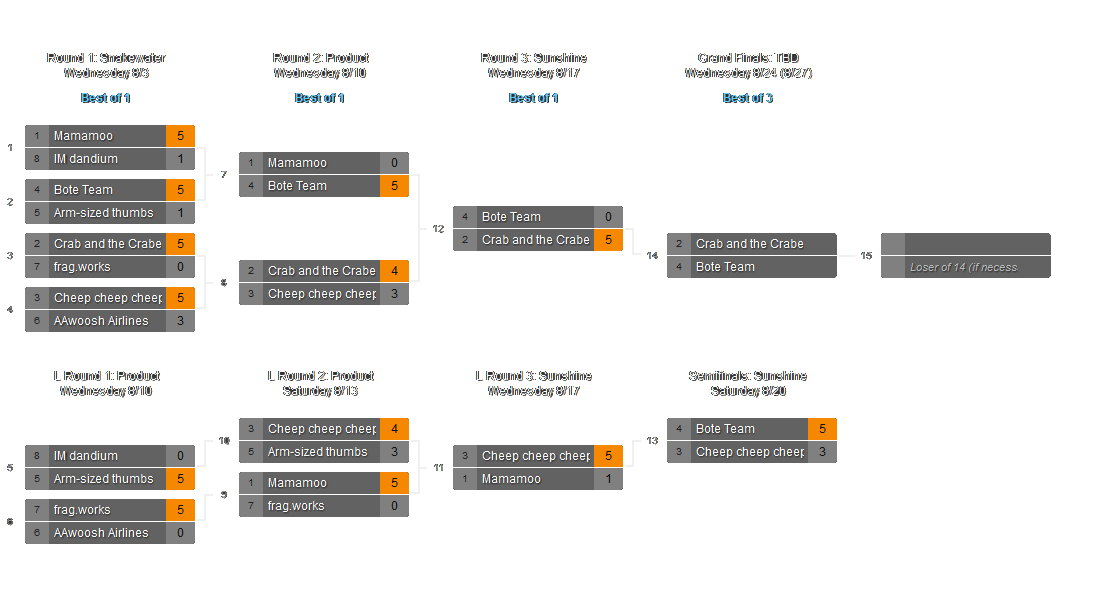 Round 1: Snakewater
Wednesday 8/3
Best of 1
Round 2: Product
Wednesday 8/10
Best of 1
Round 3: Sunshine
Wednesday 8/17
Best of 1
Grand Finals: TBD
Wednesday 8/24 (8/27)
Best of 3
1
1 Mamamoo 5
8 IM dandium 1
2
4 Bote Team 5
5 Arm-sized thumbs 1
3
2 Crab and the Crabe 5
7 frag.works 0
4
3 Cheep cheep cheep 5
6 AAwoosh Airlines 3
7
1 Mamamoo 0
4 Bote Team 5
8
2 Crab and the Crabe 4
3 Cheep cheep cheep 3
12
4 Bote Team 0
2 Crab and the Crabe 5
14
2 Crab and the Crabe
4 Bote Team
15
Loser of 14 (if necess
L Round 1: Product
Wednesday 8/10
L Round 2: Product
Saturday 8/13
L Round 3: Sunshine
Wednesday 8/17
Semifinals: Sunshine
Saturday 8/20
5
8 IM dandium 0
5 Arm-sized thumbs 5
6
7 frag.works 5
6 AAwoosh Airlines 0
10
3 Cheep cheep cheep 4
5 Arm-sized thumbs 3
9
1 Mamamoo 5
7 frag.works 0
11
3 Cheep cheep cheep 5
1 Mamamoo 1
13
4 Bote Team 5
3 Cheep cheep cheep 3